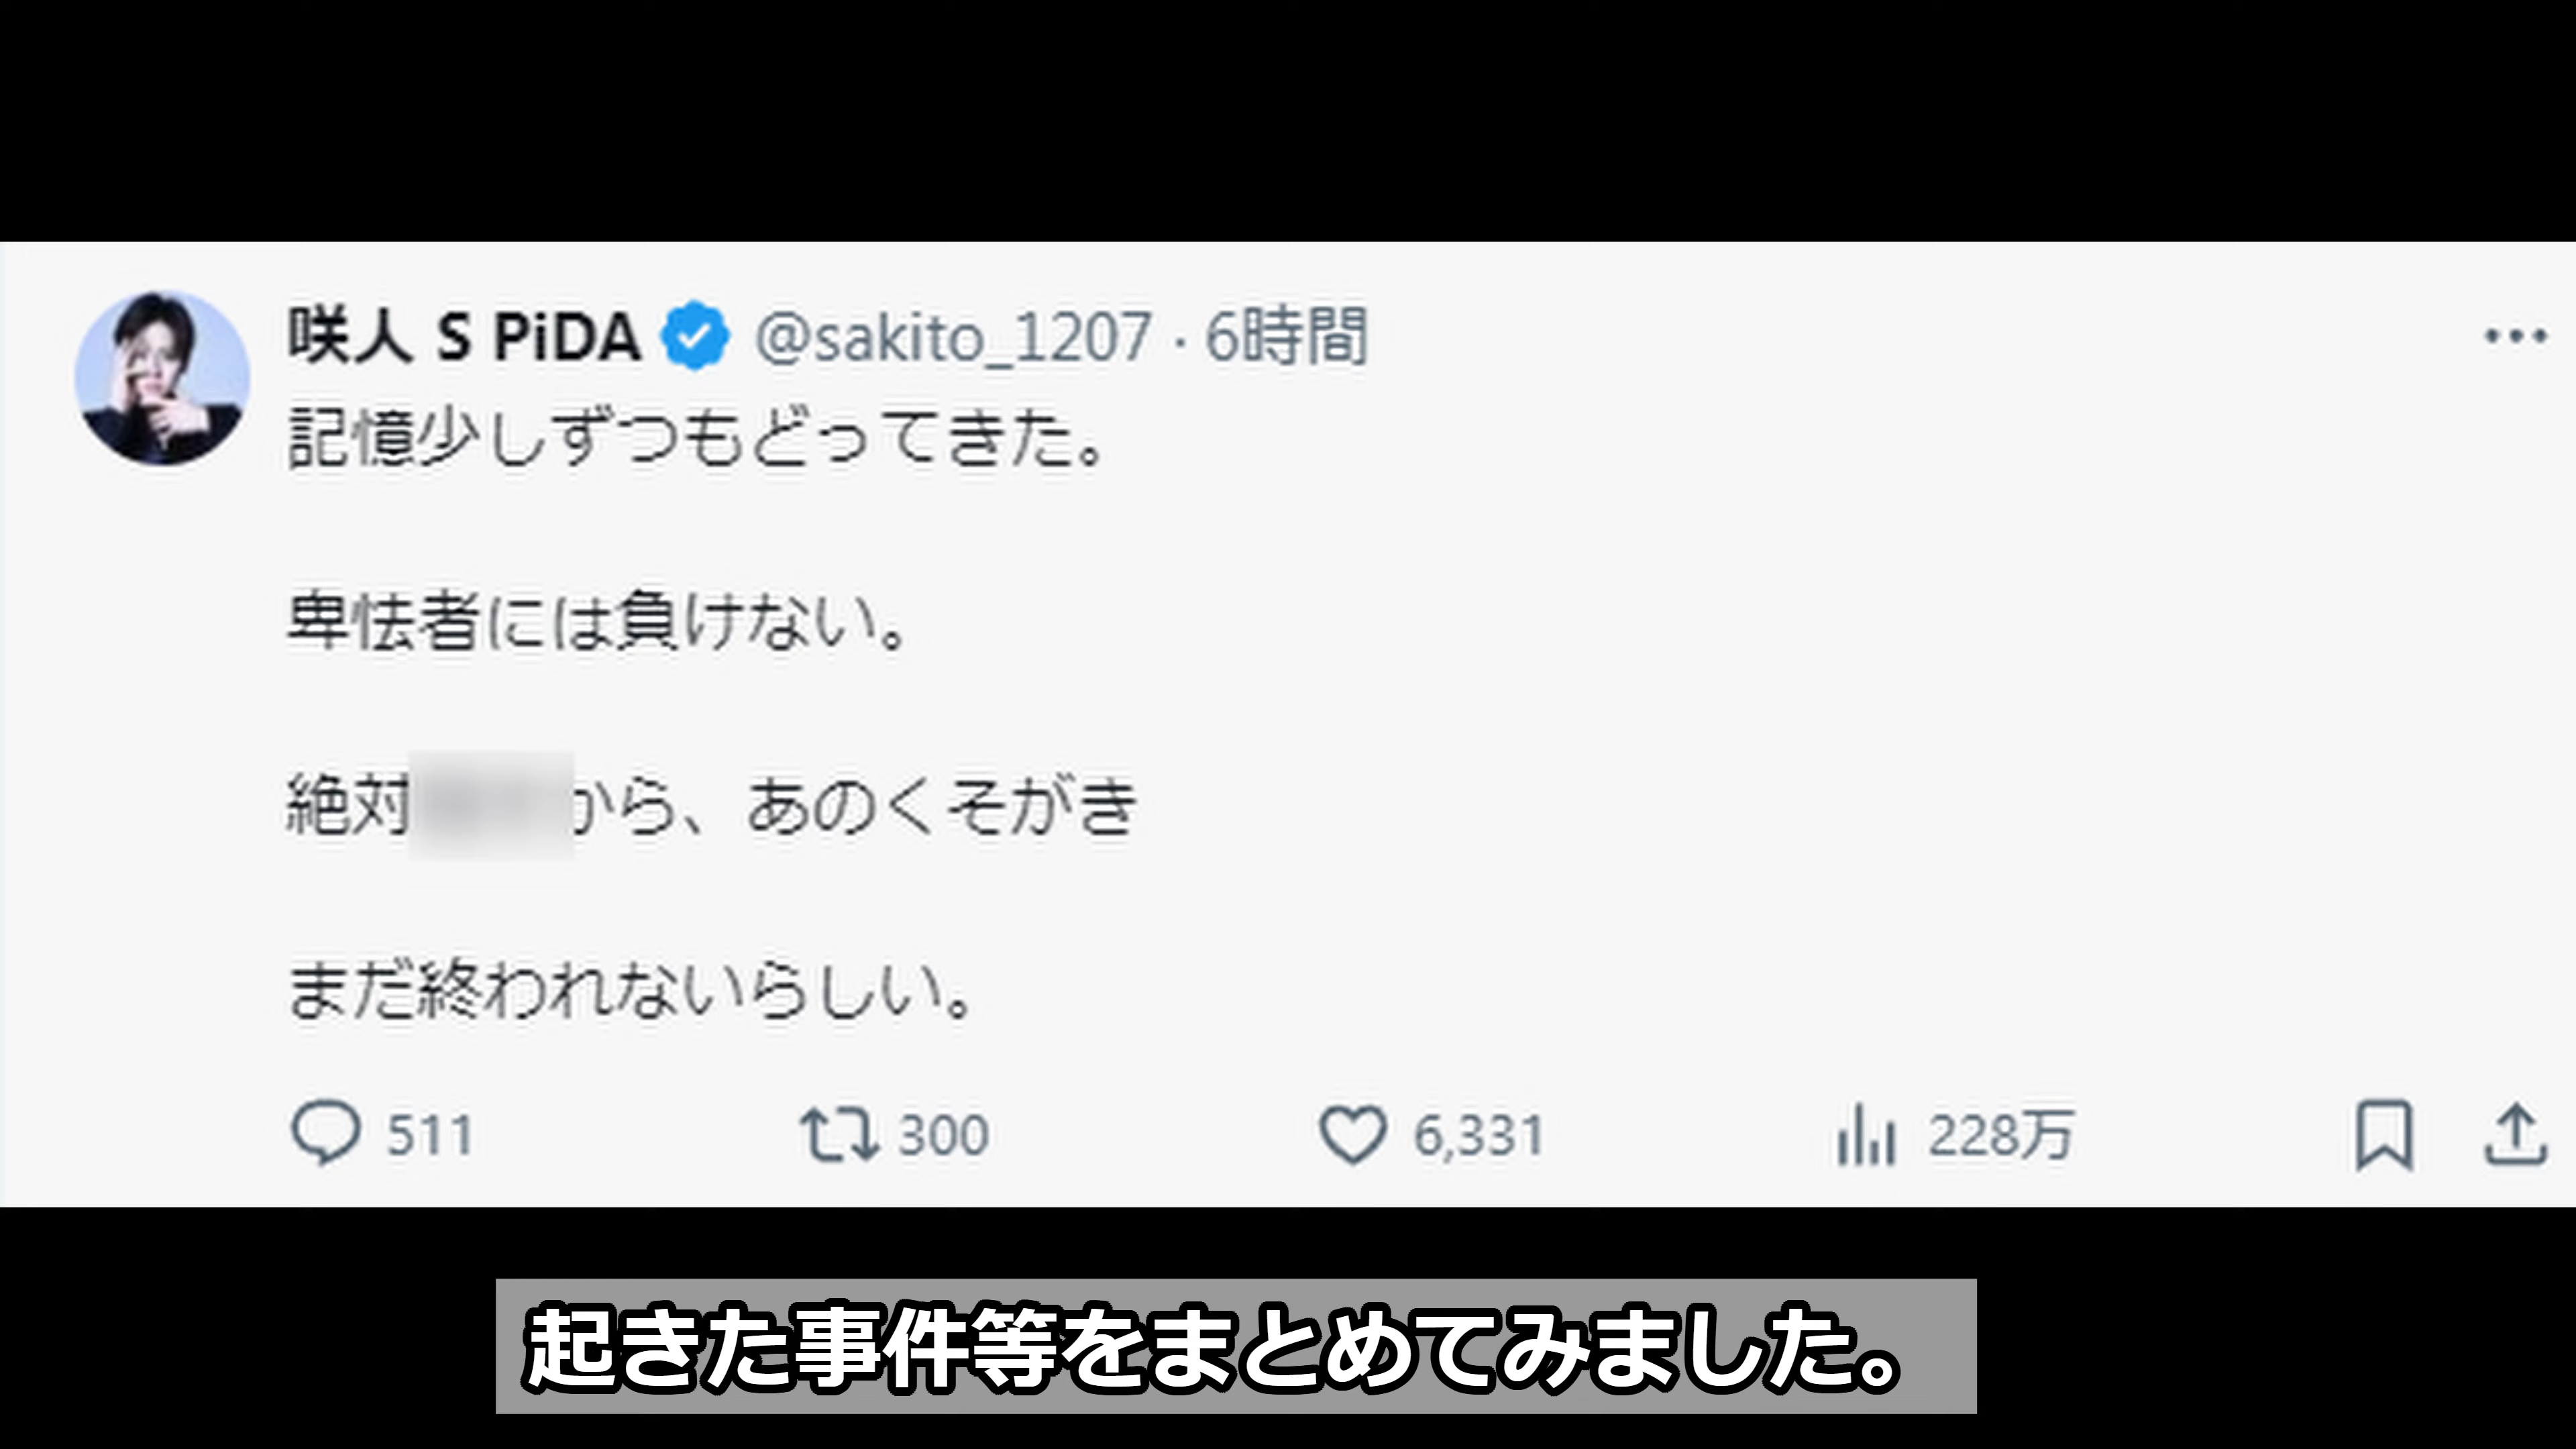 咲人 S PiDA @sakito_1207 · 6時間
記憶少しずつもどってきた。
卑怯者には負けない。
絶対 から、あのくそがき
まだ終われないらしい。
511 300 6,331 228万
起きた事件等をまとめてみました。